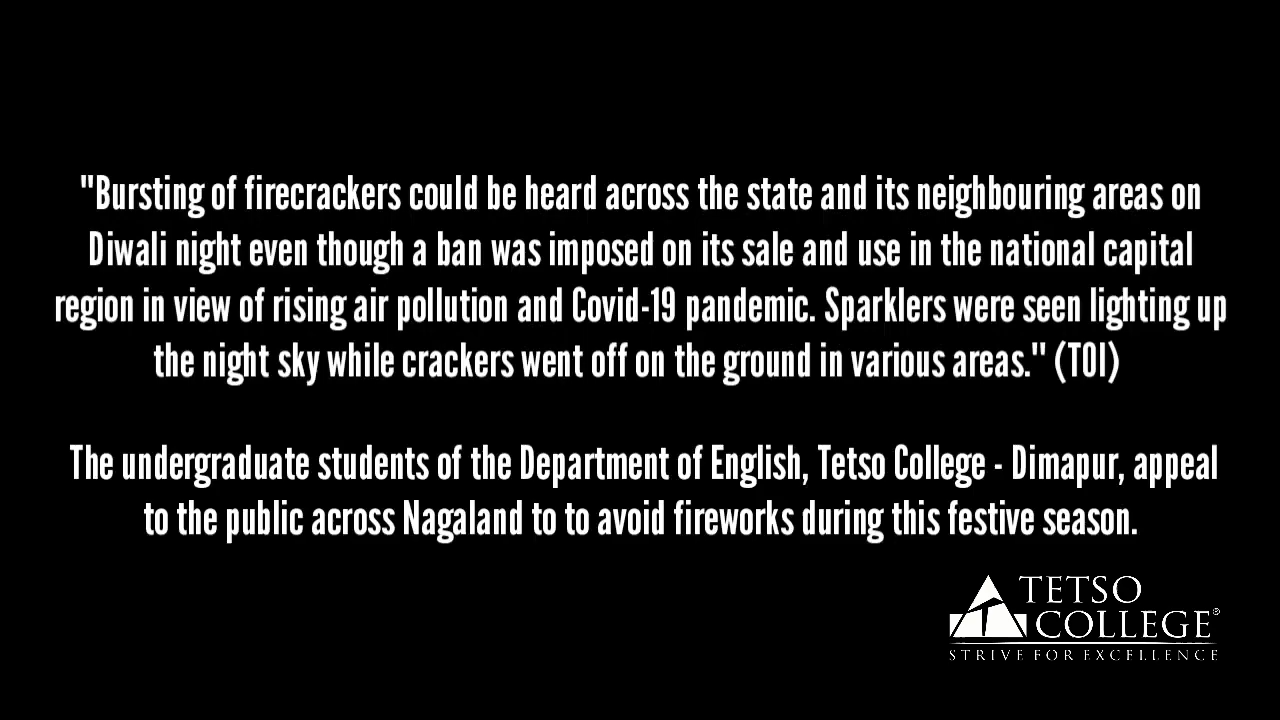 "Bursting of firecrackers could be heard across the state and its neighbouring areas on
Diwali night even though a ban was imposed on its sale and use in the national capital
region in view of rising air pollution and Covid-19 pandemic. Sparklers were seen lighting up
the night sky while crackers went off on the ground in various areas." (TOI)
The undergraduate students of the Department of English, Tetso College - Dimapur, appeal
to the public across Nagaland to to avoid fireworks during this festive season.
TETSO
COLLEGE®
STRIVE FOR EXCELLENCE